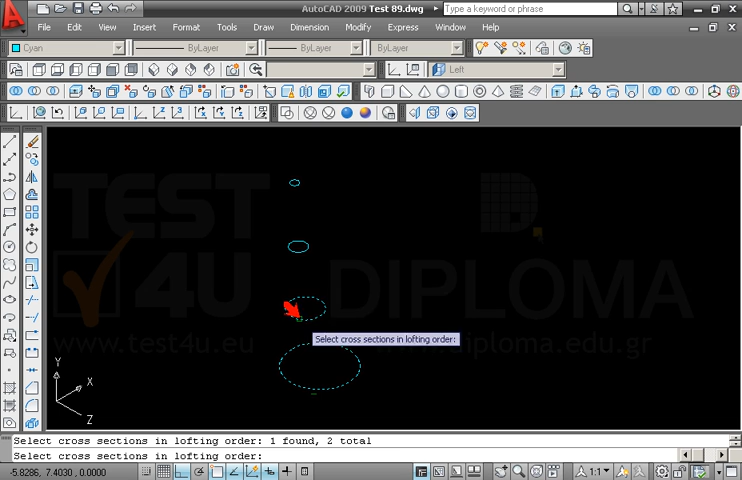 AutoCAD 2009 Test 89.dwg
Type a keyword or phrase
File Edit View Insert Format Tools Draw Dimension Modify Express Window Help
Cyan ByLayer ByLayer ByLayer
Left
TEST 4U
D.
DIPLOMA
www.test4u.eu
diploma.edu.gr
Select cross sections in lofting order:
Y
X
Z
Select cross sections in lofting order: 1 found, 2 total
Select cross sections in lofting order:
-5.8286, 7.4030, 0.0000
1:1